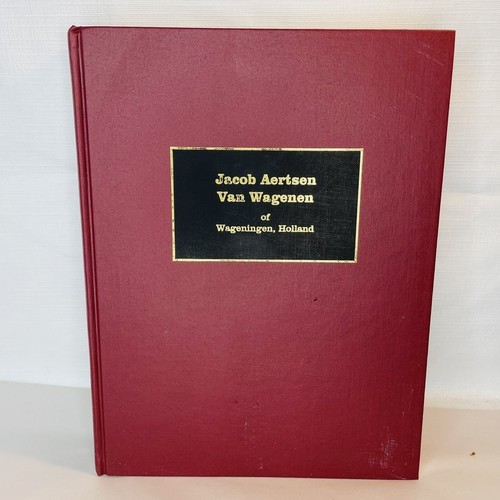 Jacob Aertsen
Van Wagenen
of
Wageningen, Holland